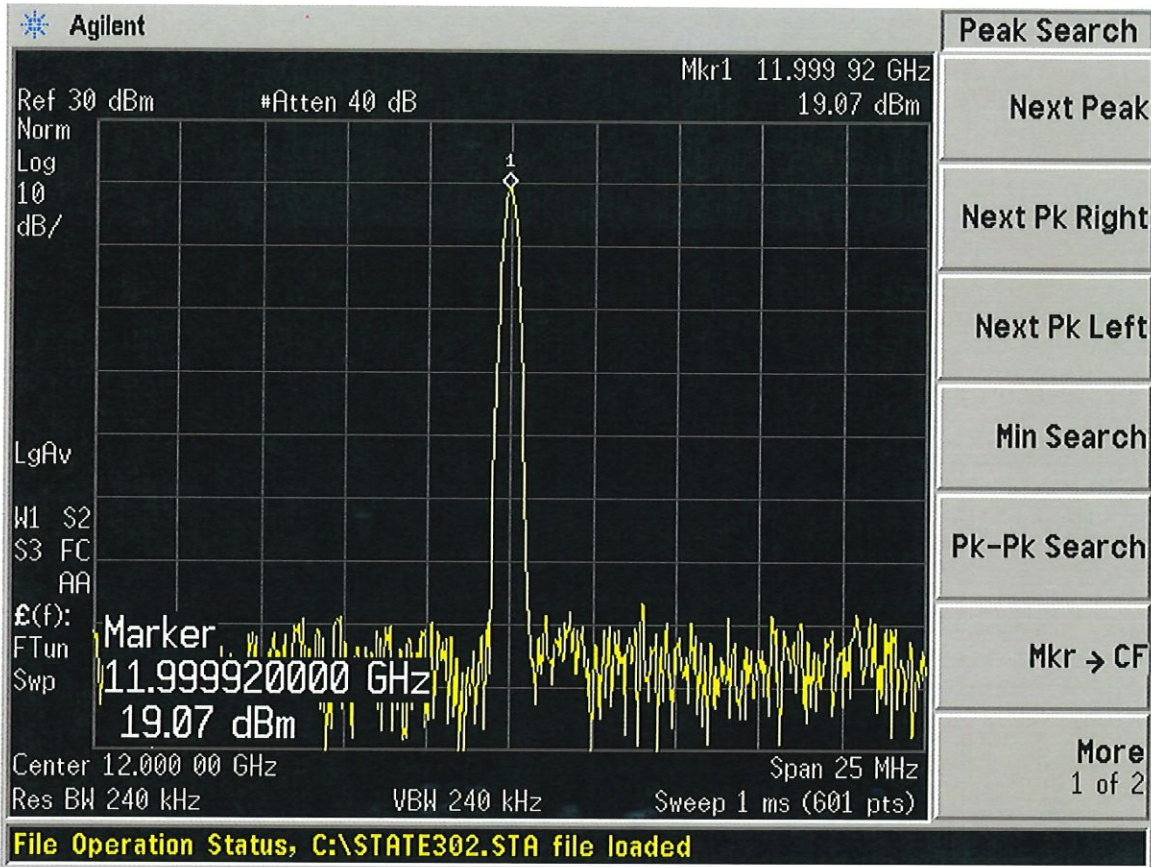 Agilent
Peak Search
Mkr1 11.999 92 GHz
Ref 30 dBm #Atten 40 dB 19.07 dBm
Norm
Log
10
dB/
1
LgAv
W1 S2
S3 FC
AA
£(f):
FTun
Swp
Marker
11.999920000 GHz
19.07 dBm
Center 12.000 00 GHz Span 25 MHz
Res BW 240 kHz VBW 240 kHz Sweep 1 ms (601 pts)
File Operation Status, C:\STATE302.STA file loaded
Next Peak
Next Pk Right
Next Pk Left
Min Search
Pk-Pk Search
Mkr → CF
More
1 of 2